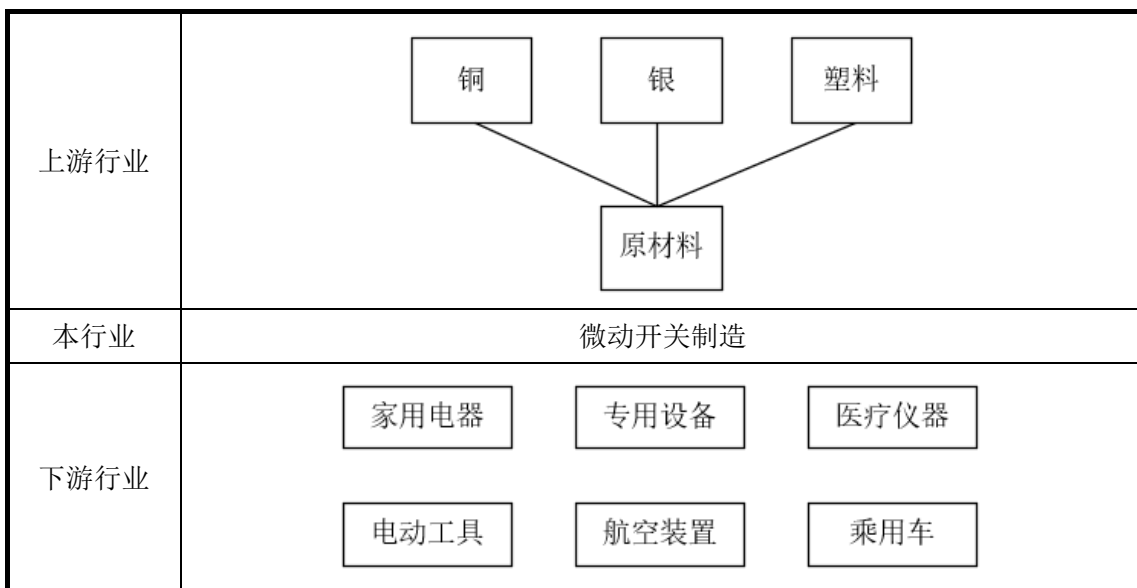 上游行业
铜 银 塑料
原材料
本行业
微动开关制造
下游行业
家用电器 专用设备 医疗仪器
电动工具 航空装置 乘用车